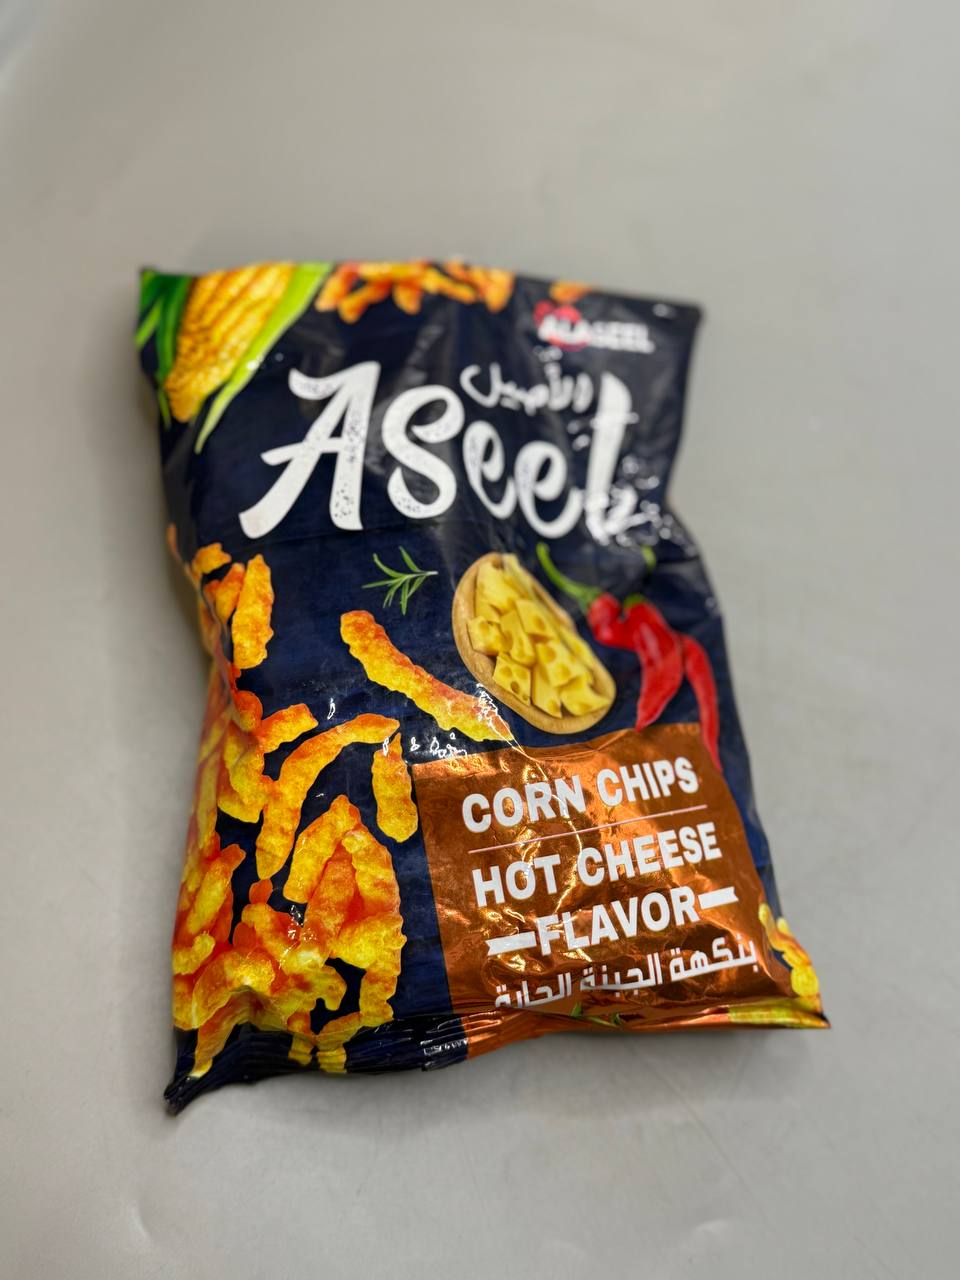 ALASEEL
الأصيل
Aseel
CORN CHIPS
HOT CHEESE
FLAVOR
بنكهة الجبنة الحارة